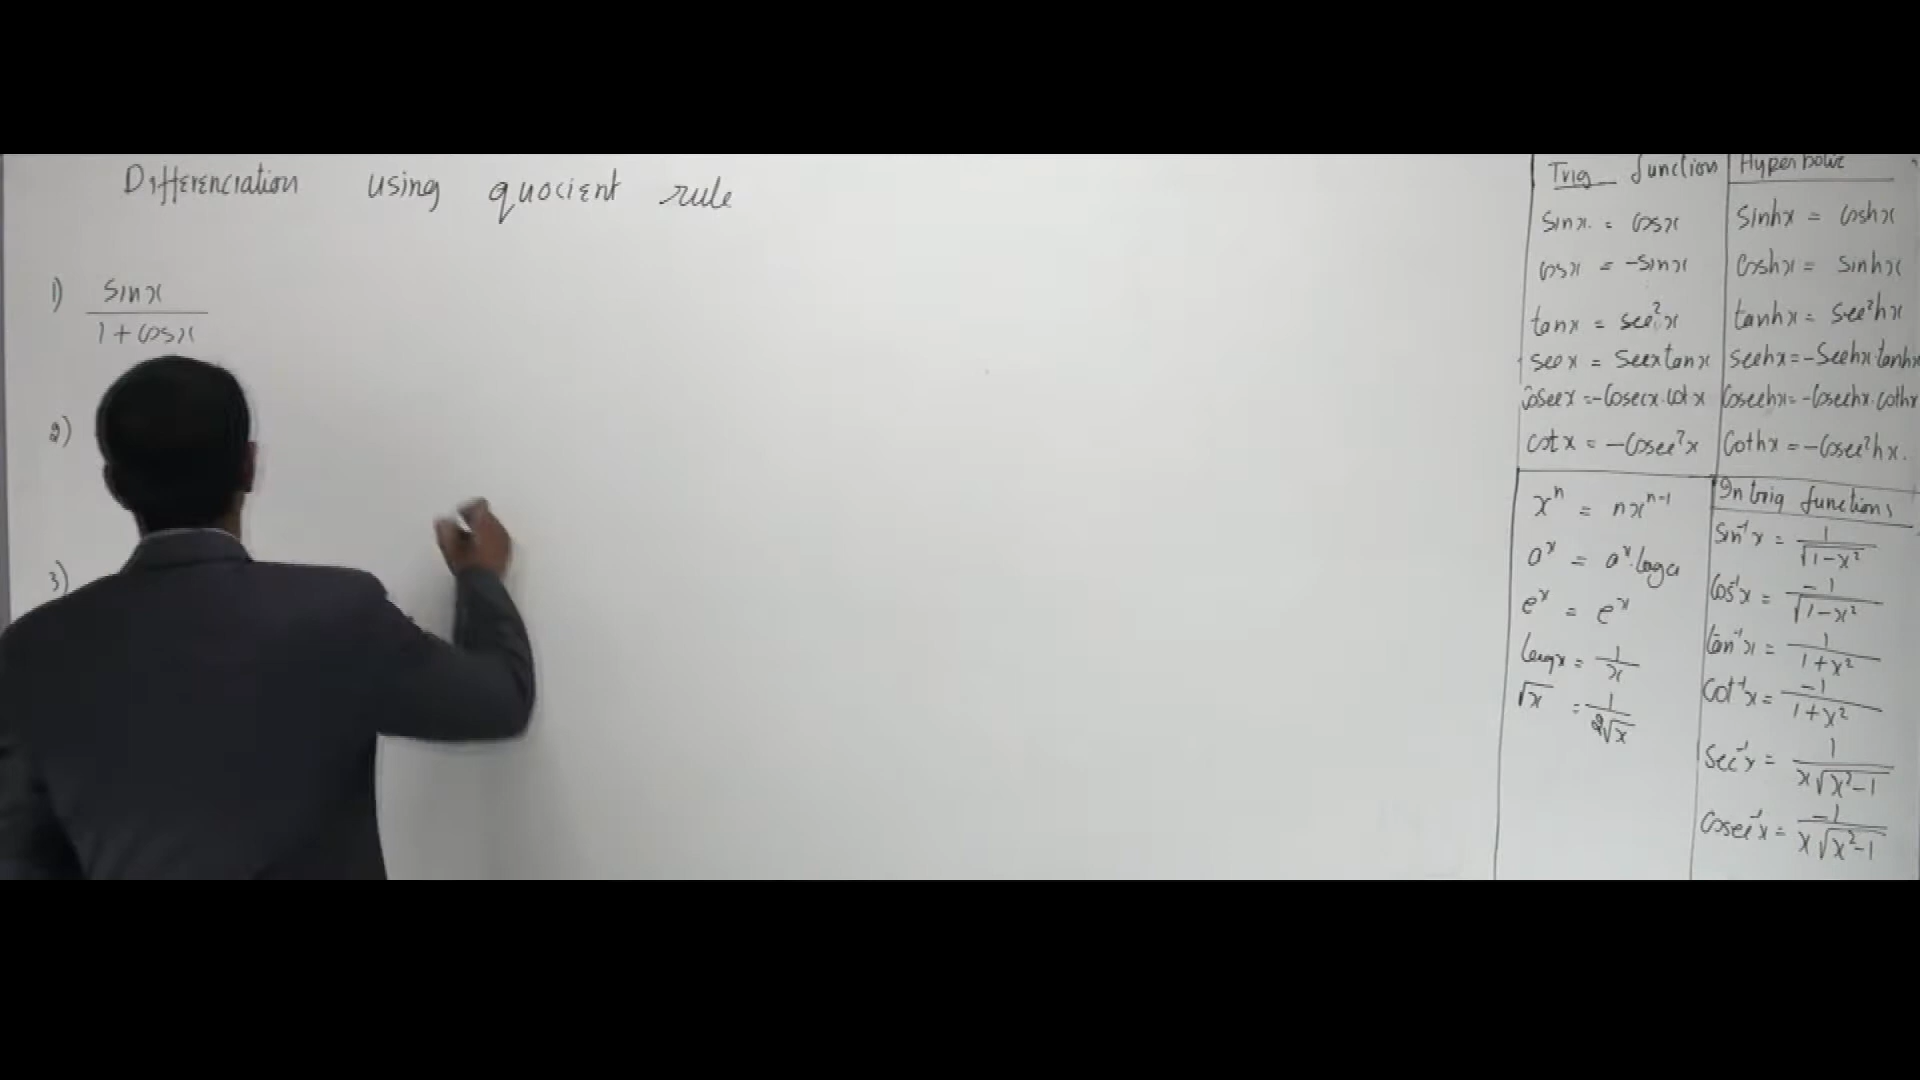 Differenciation using quocient rule
1) sinx / 1 + cosx
2)
3)
Trig function
sinx = cosx
cosx = -sinx
tanx = sec²x
secx = secxtanx
cosecx = -cosecx.cotx
cotx = -cosec²x
Hyperbolic
sinhx = coshx
coshx = sinhx
tanhx = sec²hx
sechx = -sechx.tanhx
cosechx = -cosechx.cothx
cothx = -cosec²hx.
xⁿ = nxⁿ⁻¹
aˣ = aˣ.loga
eˣ = eˣ
logx = 1/x
√x = 1/2√x
In trig functions
sin⁻¹x = 1/√1-x²
cos⁻¹x = -1/√1-x²
tan⁻¹x = 1/1+x²
cot⁻¹x = -1/1+x²
sec⁻¹x = 1/x√x²-1
cosec⁻¹x = -1/x√x²-1